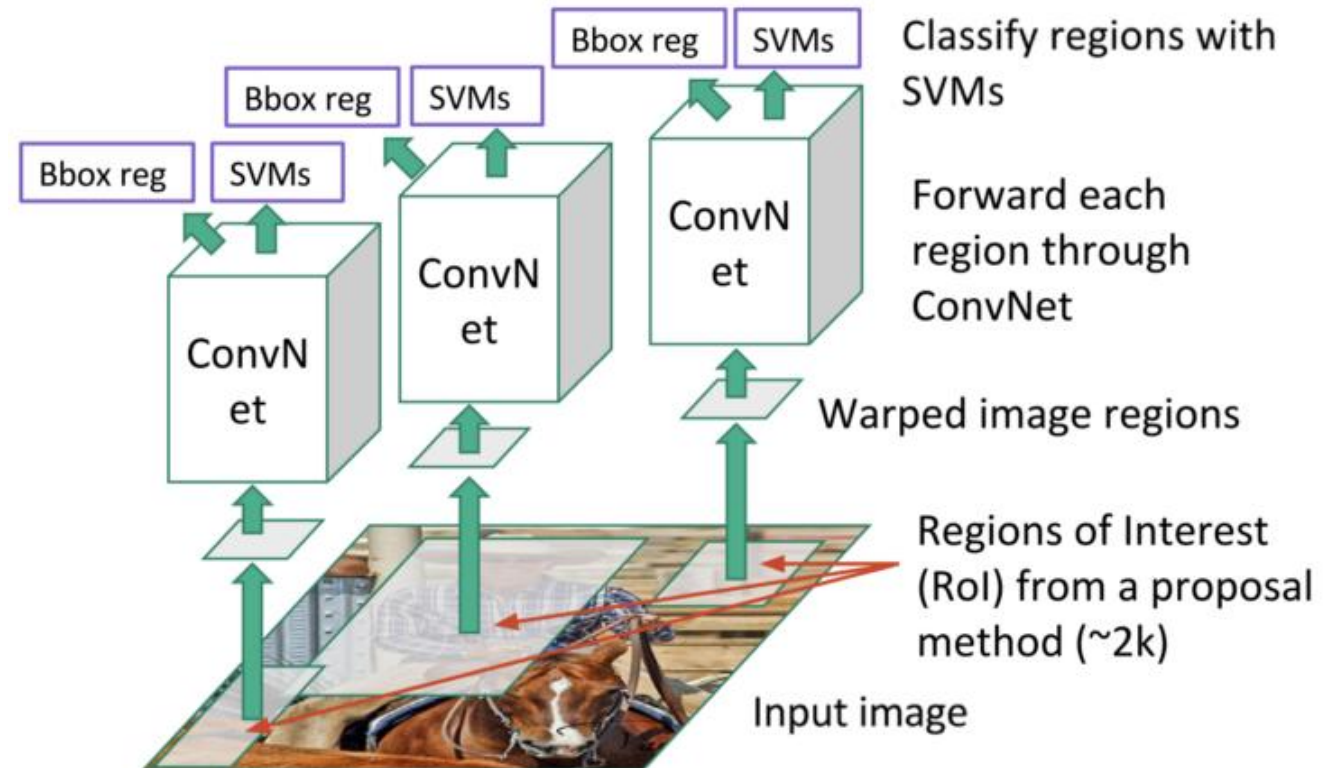 Bbox reg
SVMs
Classify regions with
SVMs
Bbox reg
SVMs
Bbox reg
SVMs
ConvN
et
Forward each
region through
ConvNet
ConvN
et
ConvN
et
Warped image regions
Regions of Interest
(RoI) from a proposal
method (~2k)
Input image